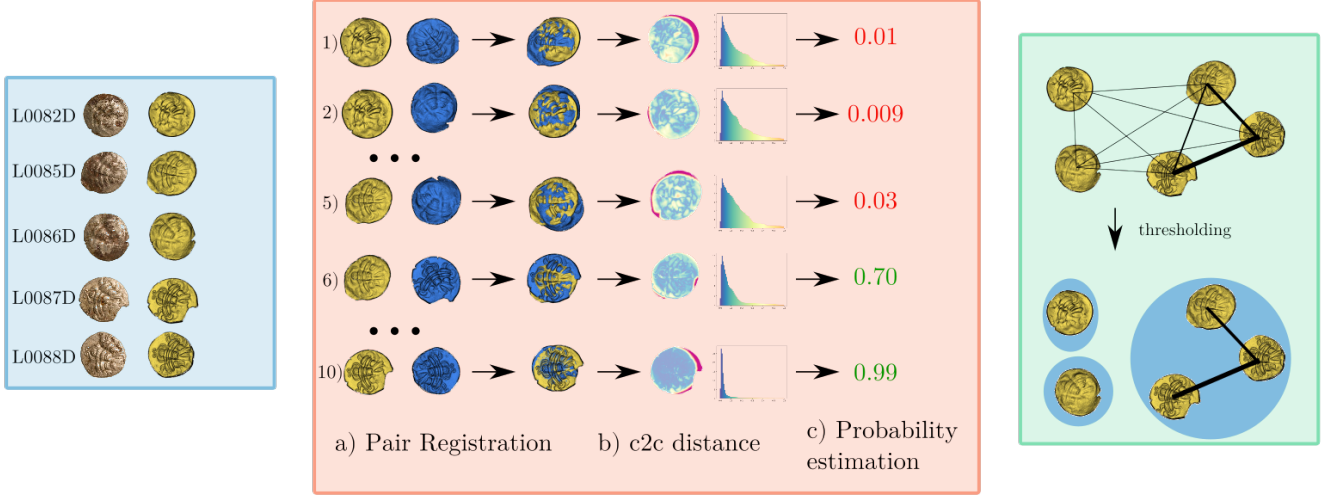 L0082D
L0085D
L0086D
L0087D
L0088D
1)
0.01
2)
0.009
• • •
5)
0.03
6)
0.70
• • •
10)
0.99
a) Pair Registration
b) c2c distance
c) Probability
estimation
thresholding